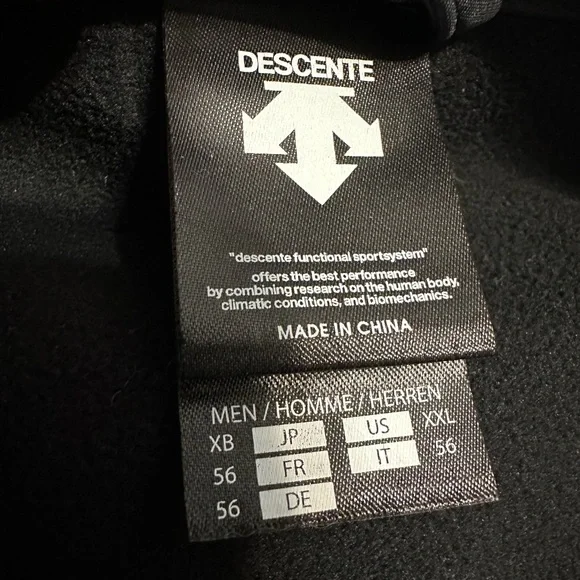 DESCENTE
"descente functional sportsystem"
offers the best performance
by combining research on the human body,
climatic conditions, and biomechanics.
MADE IN CHINA
MEN / HOMME / HERREN
XB JP US XXL
56 FR IT 56
56 DE